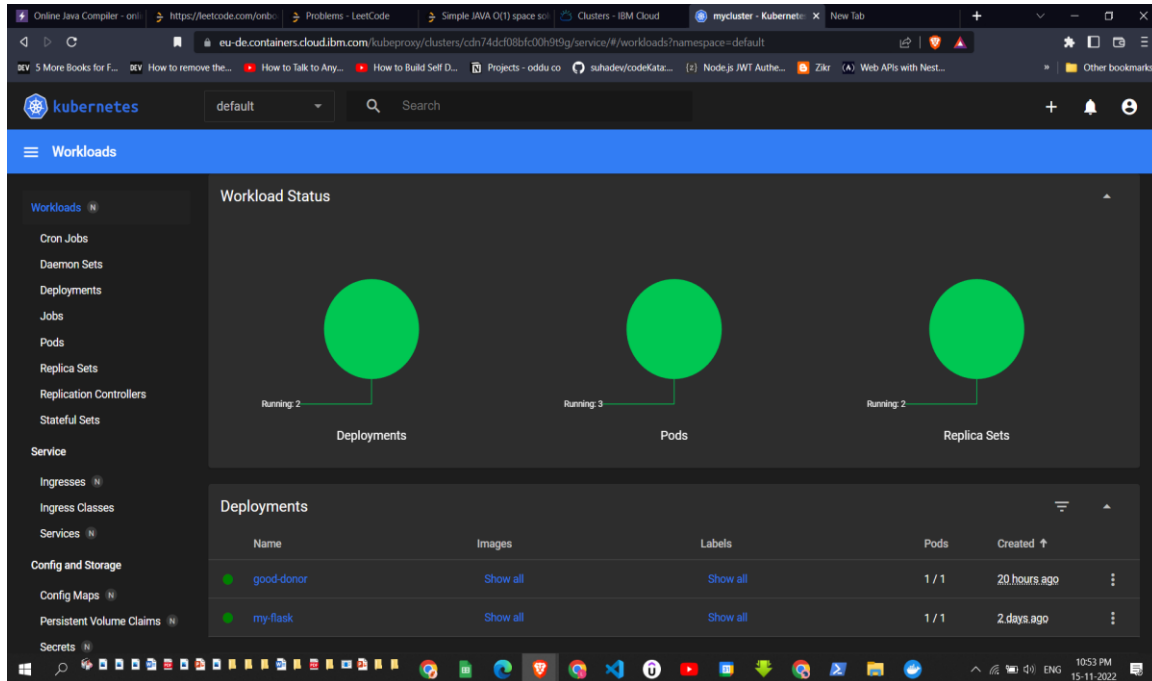 Online Java Compiler - onli
https://leetcode.com/onbo
Problems - LeetCode
Simple JAVA O(1) space sol
Clusters - IBM Cloud
mycluster - Kubernete
New Tab
eu-de.containers.cloud.ibm.com/kubeproxy/clusters/cdn74dcf08bfc00h9t9g/service/#/workloads?namespace=default
DEV 5 More Books for F...
DEV How to remove the...
How to Talk to Any...
How to Build Self D...
Projects - oddu co
suhadev/codeKata:...
Node.js JWT Authe...
Zikr
(A) Web APIs with Nest...
Other bookmarks
kubernetes
default
Search
Workloads
Workloads N
Cron Jobs
Daemon Sets
Deployments
Jobs
Pods
Replica Sets
Replication Controllers
Stateful Sets
Service
Ingresses N
Ingress Classes
Services N
Config and Storage
Config Maps N
Persistent Volume Claims N
Secrets N
Workload Status
Running: 2
Running: 3
Running: 2
Deployments
Pods
Replica Sets
Deployments
Name Images Labels Pods Created ↑
good-donor Show all Show all 1 / 1 20 hours ago
my-flask Show all Show all 1 / 1 2 days ago
ENG
10:53 PM
15-11-2022